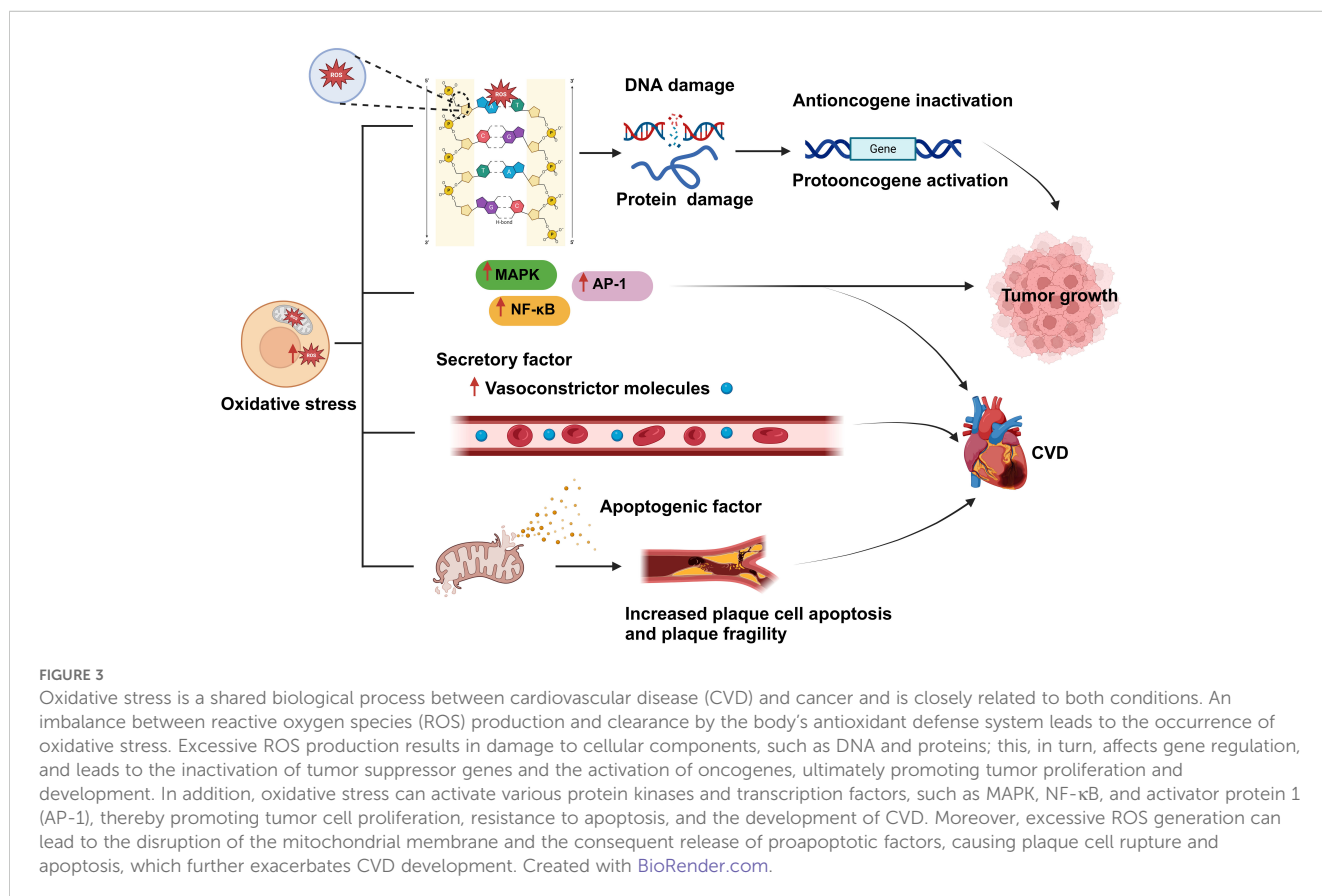 ROS
5'
3'
ROS
P
A
T
P
C
G
P
T
A
P
G
C
H-bond
3'
5'
DNA damage
Protein damage
Antioncogene inactivation
Gene
Protooncogene activation
MAPK
AP-1
NF-κB
Tumor growth
ROS
Oxidative stress
Secretory factor
Vasoconstrictor molecules
CVD
Apoptogenic factor
Increased plaque cell apoptosis
and plaque fragility
FIGURE 3
Oxidative stress is a shared biological process between cardiovascular disease (CVD) and cancer and is closely related to both conditions. An
imbalance between reactive oxygen species (ROS) production and clearance by the body's antioxidant defense system leads to the occurrence of
oxidative stress. Excessive ROS production results in damage to cellular components, such as DNA and proteins; this, in turn, affects gene regulation,
and leads to the inactivation of tumor suppressor genes and the activation of oncogenes, ultimately promoting tumor proliferation and
development. In addition, oxidative stress can activate various protein kinases and transcription factors, such as MAPK, NF-κB, and activator protein 1
(AP-1), thereby promoting tumor cell proliferation, resistance to apoptosis, and the development of CVD. Moreover, excessive ROS generation can
lead to the disruption of the mitochondrial membrane and the consequent release of proapoptotic factors, causing plaque cell rupture and
apoptosis, which further exacerbates CVD development. Created with BioRender.com.